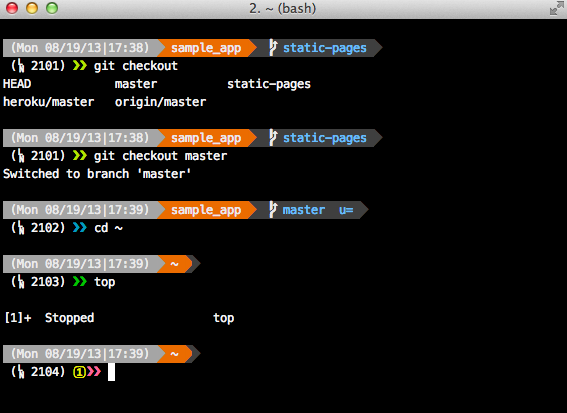 2. ~ (bash)
(Mon 08/19/13|17:38) sample_app static-pages
( 2101) git checkout
HEAD master static-pages
heroku/master origin/master
(Mon 08/19/13|17:38) sample_app static-pages
( 2101) git checkout master
Switched to branch 'master'
(Mon 08/19/13|17:39) sample_app master u=
( 2102) cd ~
(Mon 08/19/13|17:39) ~
( 2103) top
[1]+ Stopped top
(Mon 08/19/13|17:39) ~
( 2104) ①